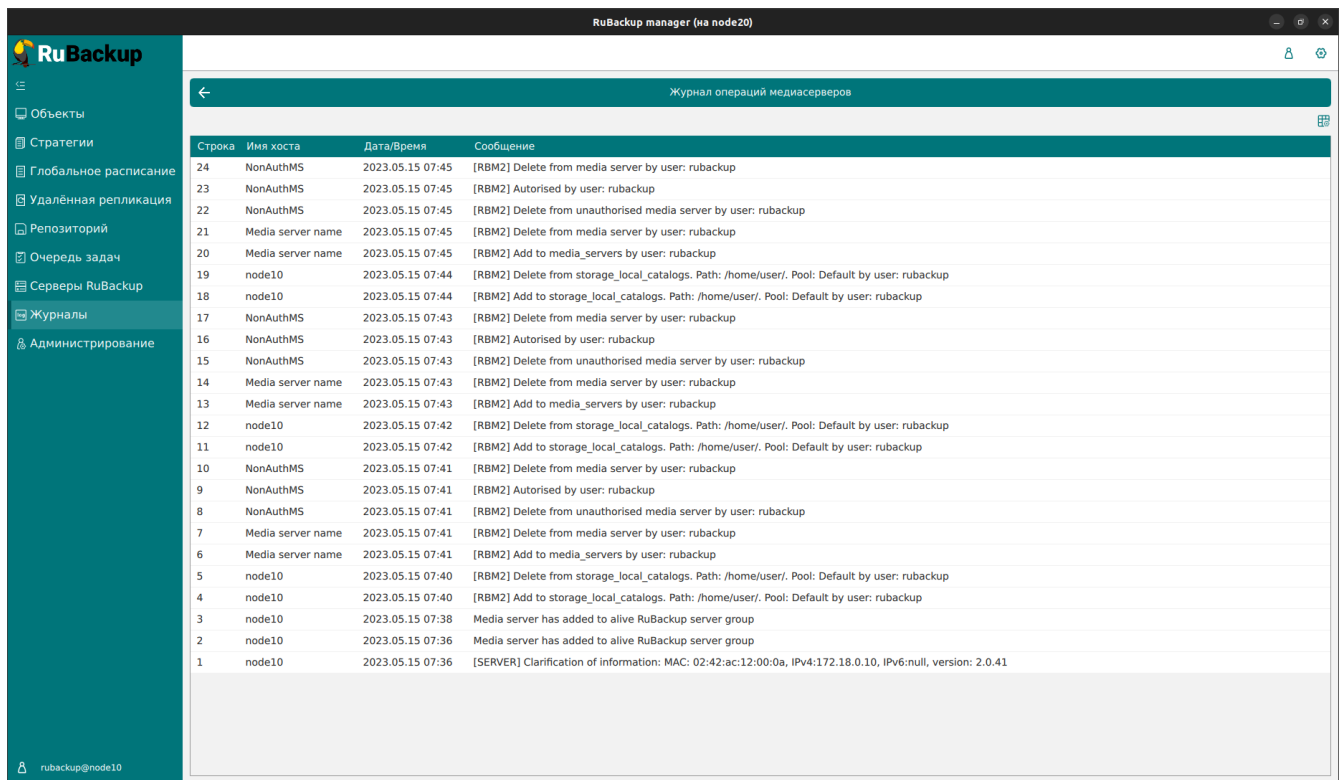 RuBackup manager (на node20)
RuBackup
Объекты
Стратегии
Глобальное расписание
Удалённая репликация
Репозиторий
Очередь задач
Серверы RuBackup
Журналы
Администрирование
rubackup@node10
Журнал операций медиасерверов
Строка Имя хоста Дата/Время Сообщение
24 NonAuthMS 2023.05.15 07:45 [RBM2] Delete from media server by user: rubackup
23 NonAuthMS 2023.05.15 07:45 [RBM2] Autorised by user: rubackup
22 NonAuthMS 2023.05.15 07:45 [RBM2] Delete from unauthorised media server by user: rubackup
21 Media server name 2023.05.15 07:45 [RBM2] Delete from media server by user: rubackup
20 Media server name 2023.05.15 07:45 [RBM2] Add to media_servers by user: rubackup
19 node10 2023.05.15 07:44 [RBM2] Delete from storage_local_catalogs. Path: /home/user/. Pool: Default by user: rubackup
18 node10 2023.05.15 07:44 [RBM2] Add to storage_local_catalogs. Path: /home/user/. Pool: Default by user: rubackup
17 NonAuthMS 2023.05.15 07:43 [RBM2] Delete from media server by user: rubackup
16 NonAuthMS 2023.05.15 07:43 [RBM2] Autorised by user: rubackup
15 NonAuthMS 2023.05.15 07:43 [RBM2] Delete from unauthorised media server by user: rubackup
14 Media server name 2023.05.15 07:43 [RBM2] Delete from media server by user: rubackup
13 Media server name 2023.05.15 07:43 [RBM2] Add to media_servers by user: rubackup
12 node10 2023.05.15 07:42 [RBM2] Delete from storage_local_catalogs. Path: /home/user/. Pool: Default by user: rubackup
11 node10 2023.05.15 07:42 [RBM2] Add to storage_local_catalogs. Path: /home/user/. Pool: Default by user: rubackup
10 NonAuthMS 2023.05.15 07:41 [RBM2] Delete from media server by user: rubackup
9 NonAuthMS 2023.05.15 07:41 [RBM2] Autorised by user: rubackup
8 NonAuthMS 2023.05.15 07:41 [RBM2] Delete from unauthorised media server by user: rubackup
7 Media server name 2023.05.15 07:41 [RBM2] Delete from media server by user: rubackup
6 Media server name 2023.05.15 07:41 [RBM2] Add to media_servers by user: rubackup
5 node10 2023.05.15 07:40 [RBM2] Delete from storage_local_catalogs. Path: /home/user/. Pool: Default by user: rubackup
4 node10 2023.05.15 07:40 [RBM2] Add to storage_local_catalogs. Path: /home/user/. Pool: Default by user: rubackup
3 node10 2023.05.15 07:38 Media server has added to alive RuBackup server group
2 node10 2023.05.15 07:36 Media server has added to alive RuBackup server group
1 node10 2023.05.15 07:36 [SERVER] Clarification of information: MAC: 02:42:ac:12:00:0a, IPv4:172.18.0.10, IPv6:null, version: 2.0.41